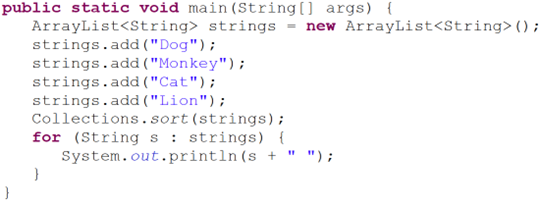 public static void main(String[] args) {
ArrayList<String> strings = new ArrayList<String>();
strings.add("Dog");
strings.add("Monkey");
strings.add("Cat");
strings.add("Lion");
Collections.sort(strings);
for (String s : strings) {
System.out.println(s + " ");
}
}